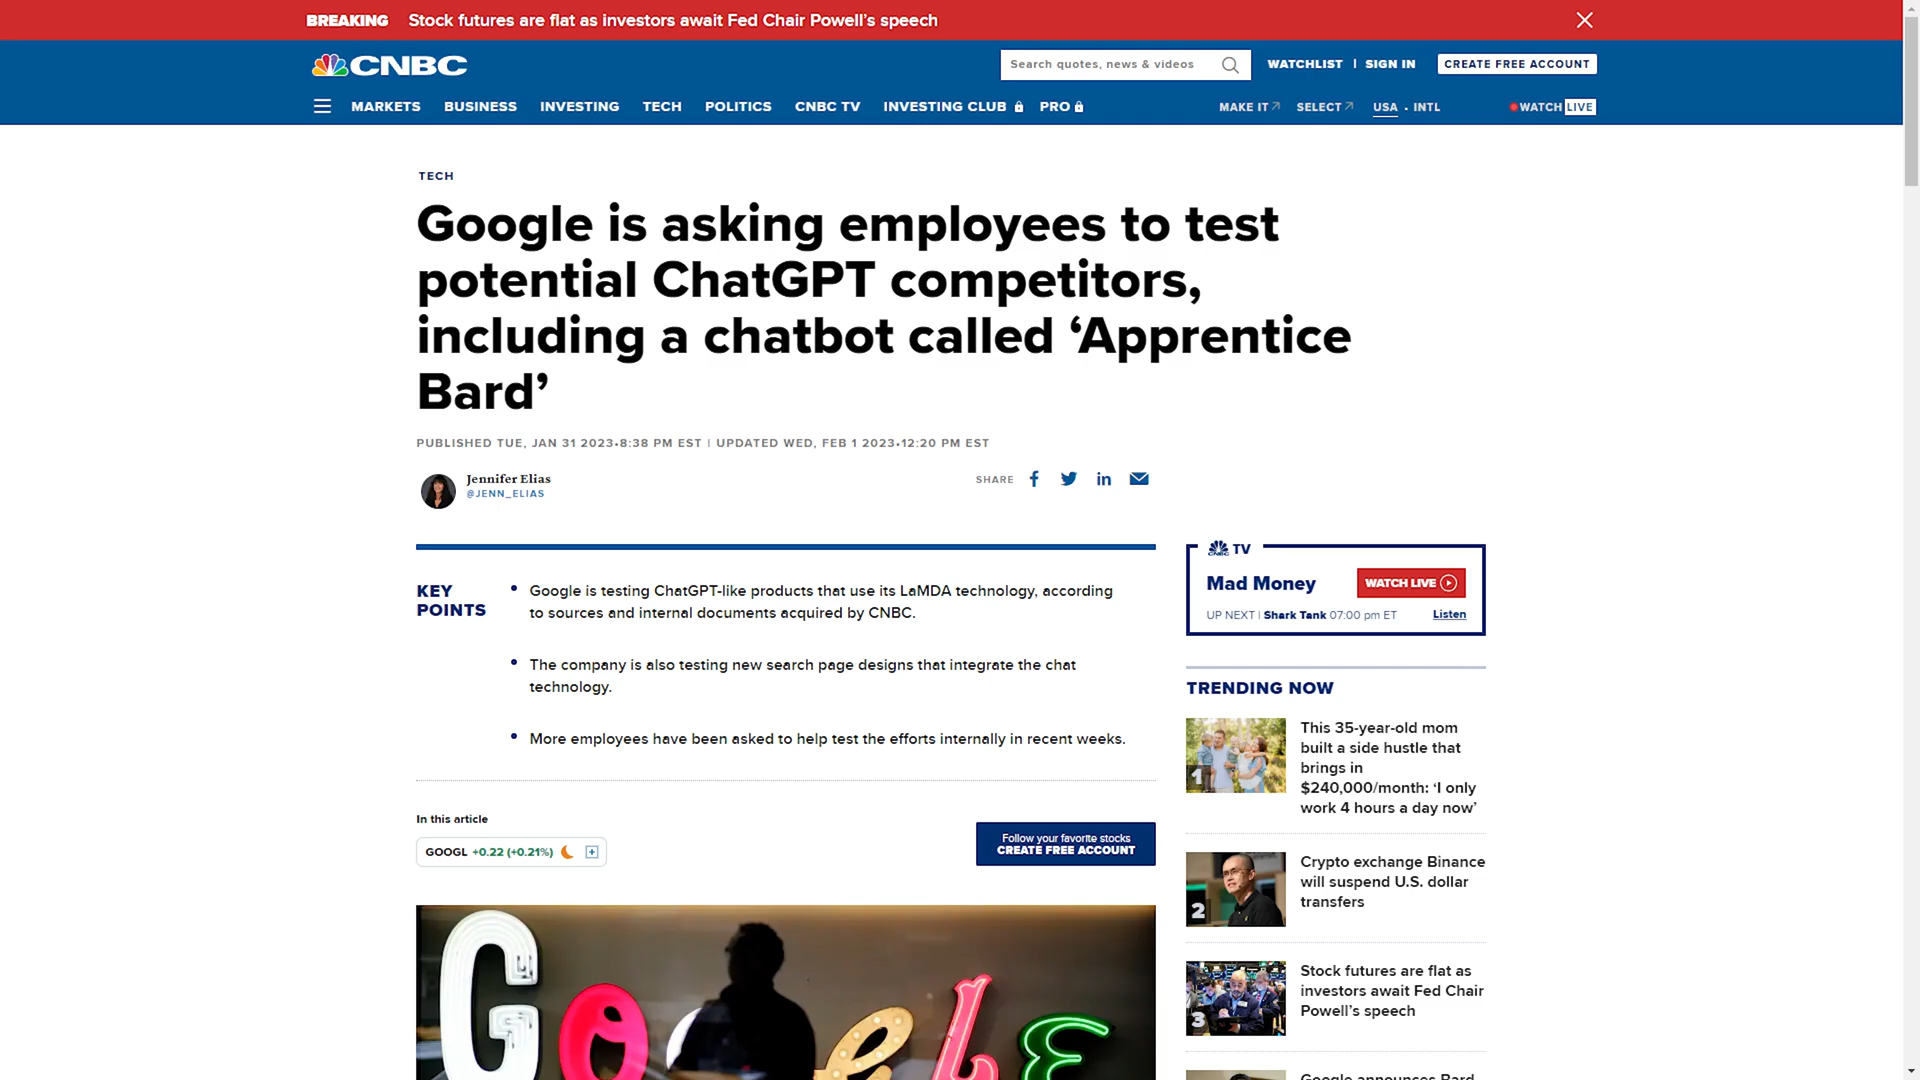 BREAKING Stock futures are flat as investors await Fed Chair Powell's speech
CNBC
Search quotes, news & videos
WATCHLIST | SIGN IN
CREATE FREE ACCOUNT
MARKETS BUSINESS INVESTING TECH POLITICS CNBC TV INVESTING CLUB PRO
MAKE IT SELECT USA • INTL
WATCH LIVE
TECH
Google is asking employees to test
potential ChatGPT competitors,
including a chatbot called ‘Apprentice
Bard’
PUBLISHED TUE, JAN 31 2023•8:38 PM EST | UPDATED WED, FEB 1 2023•12:20 PM EST
Jennifer Elias
@JENN_ELIAS
SHARE
KEY
POINTS
• Google is testing ChatGPT-like products that use its LaMDA technology, according
to sources and internal documents acquired by CNBC.
• The company is also testing new search page designs that integrate the chat
technology.
• More employees have been asked to help test the efforts internally in recent weeks.
In this article
GOOGL +0.22 (+0.21%)
Follow your favorite stocks
CREATE FREE ACCOUNT
Google
CNBC TV
Mad Money
WATCH LIVE
UP NEXT | Shark Tank 07:00 pm ET
Listen
TRENDING NOW
1
This 35-year-old mom
built a side hustle that
brings in
$240,000/month: ‘I only
work 4 hours a day now’
2
Crypto exchange Binance
will suspend U.S. dollar
transfers
3
Stock futures are flat as
investors await Fed Chair
Powell’s speech
Google announces Bard